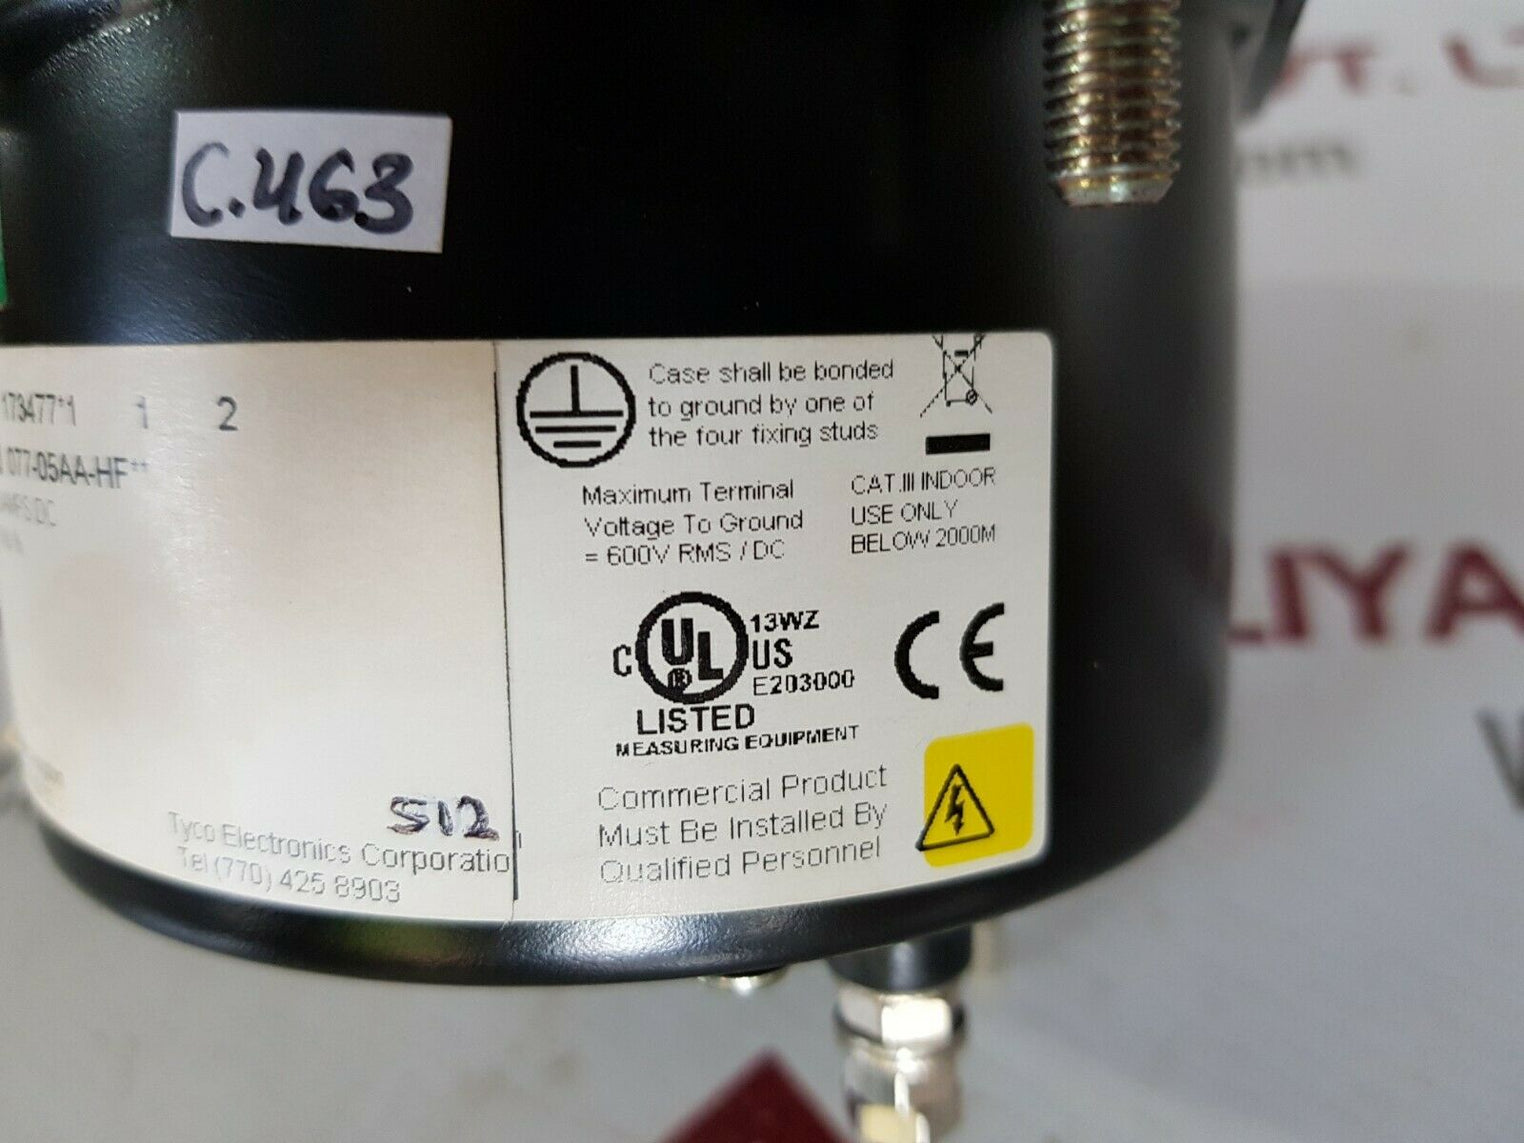 C.463
173477*1 1 2
077-05AA-HF**
Case shall be bonded
to ground by one of
the four fixing studs
Maximum Terminal
Voltage To Ground
= 600V RMS / DC
CAT.III INDOOR
USE ONLY
BELOW 2000M
C UL US
13WZ
E203000
LISTED
MEASURING EQUIPMENT
CE
Commercial Product
Must Be Installed By
Qualified Personnel
512
Tyco Electronics Corporatio
Tel (770) 425 8903
LIYA